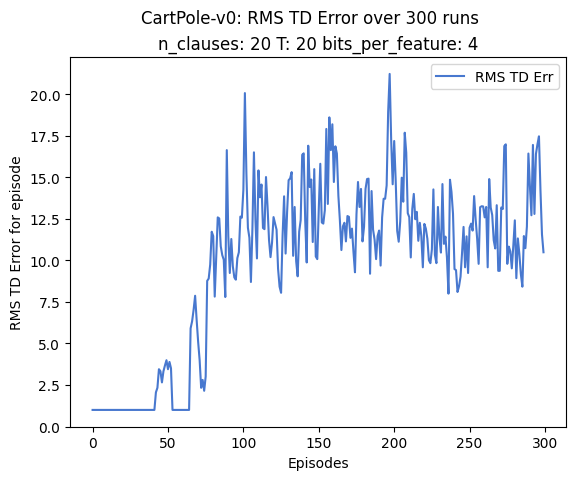 CartPole-v0: RMS TD Error over 300 runs
n_clauses: 20 T: 20 bits_per_feature: 4
RMS TD Err
RMS TD Error for episode
20.0
17.5
15.0
12.5
10.0
7.5
5.0
2.5
0.0
0 50 100 150 200 250 300
Episodes